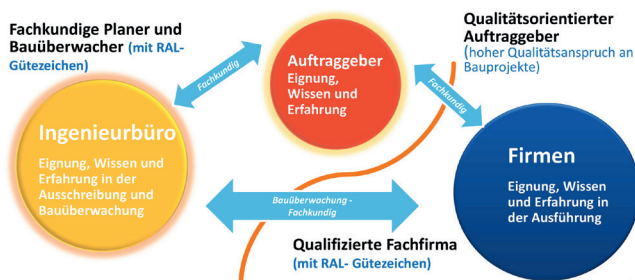 Fachkundige Planer und
Bauüberwacher (mit RAL-
Gütezeichen)
Fachkundig
Auftraggeber
Eignung,
Wissen und
Erfahrung
Qualitätsorientierter
Auftraggeber
(hoher Qualitätsanspruch an
Bauprojekte)
Fachkundig
Ingenieurbüro
Eignung, Wissen und
Erfahrung in der
Ausschreibung und
Bauüberwachung
Bauüberwachung -
Fachkundig
Firmen
Eignung, Wissen
und Erfahrung in
der Ausführung
Qualifizierte Fachfirma
(mit RAL- Gütezeichen)